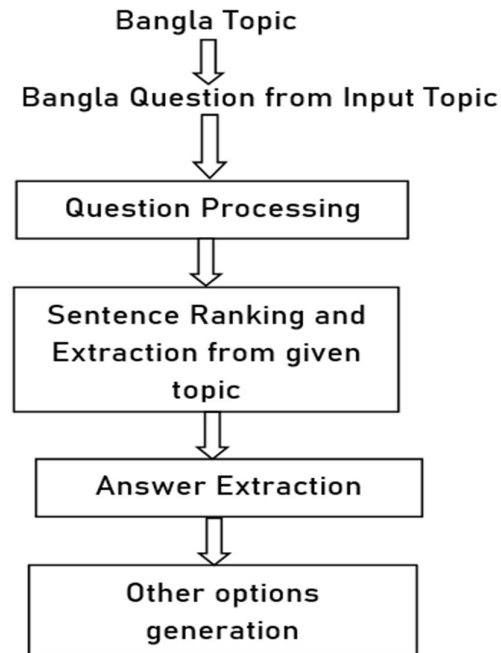 Bangla Topic
Bangla Question from Input Topic
Question Processing
Sentence Ranking and
Extraction from given
topic
Answer Extraction
Other options
generation